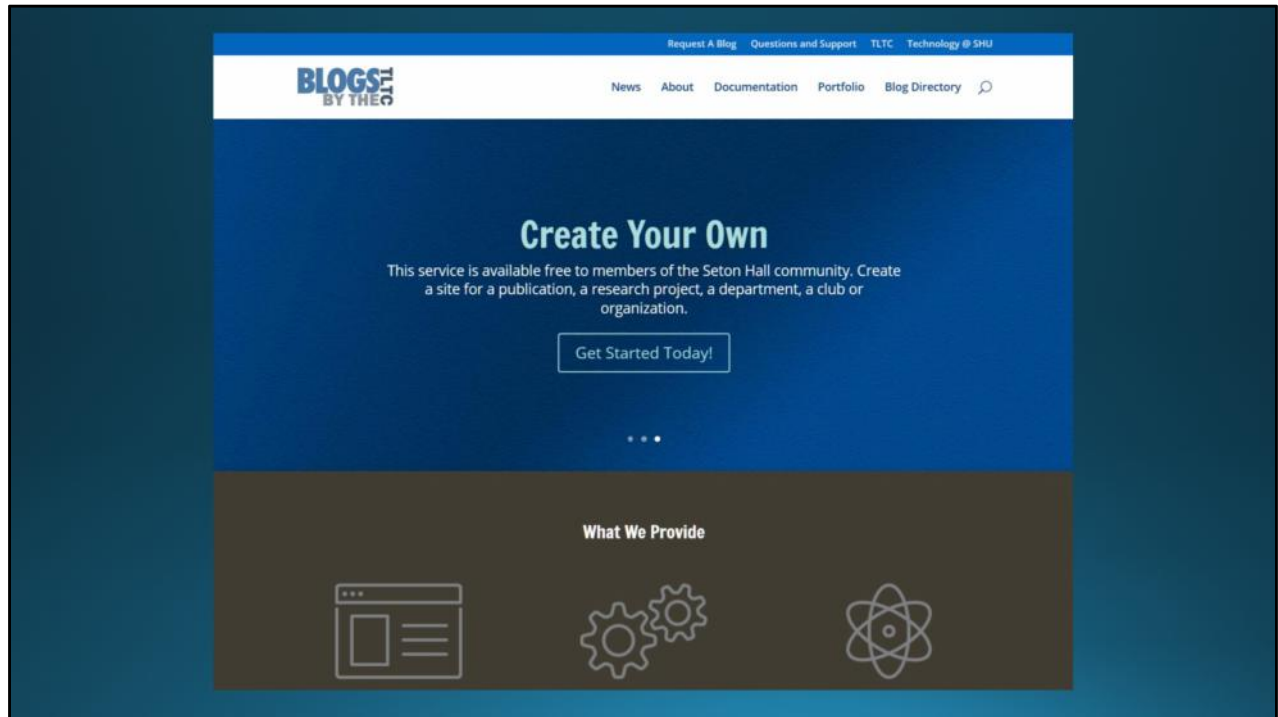 Request A Blog Questions and Support TLTC Technology @ SHU
BLOGS TLTC
BY THE
News About Documentation Portfolio Blog Directory
Create Your Own
This service is available free to members of the Seton Hall community. Create
a site for a publication, a research project, a department, a club or
organization.
Get Started Today!
What We Provide